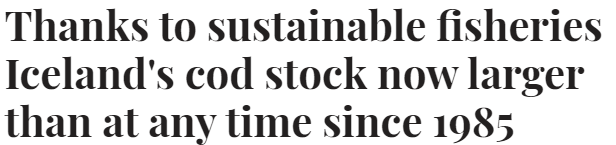 Thanks to sustainable fisheries
Iceland's cod stock now larger
than at any time since 1985